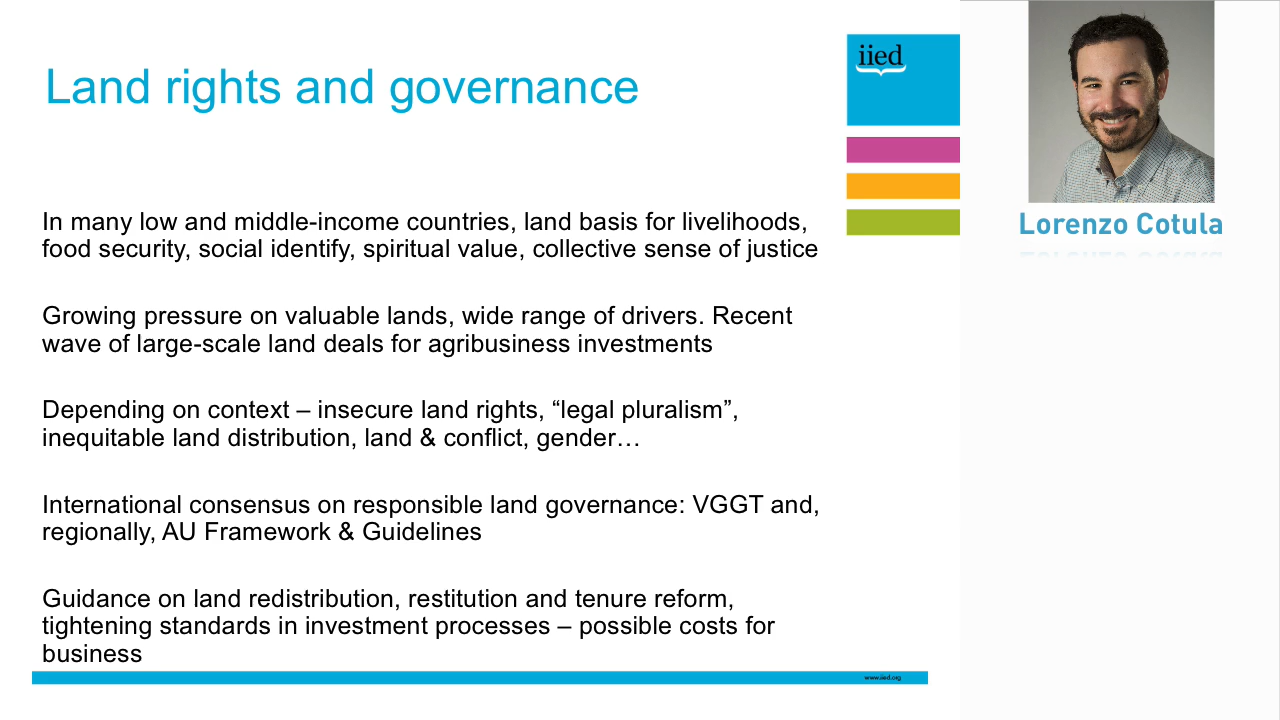 Land rights and governance
iied
In many low and middle-income countries, land basis for livelihoods,
food security, social identify, spiritual value, collective sense of justice
Growing pressure on valuable lands, wide range of drivers. Recent
wave of large-scale land deals for agribusiness investments
Depending on context – insecure land rights, “legal pluralism”,
inequitable land distribution, land & conflict, gender…
International consensus on responsible land governance: VGGT and,
regionally, AU Framework & Guidelines
Guidance on land redistribution, restitution and tenure reform,
tightening standards in investment processes – possible costs for
business
www.iied.org
Lorenzo Cotula